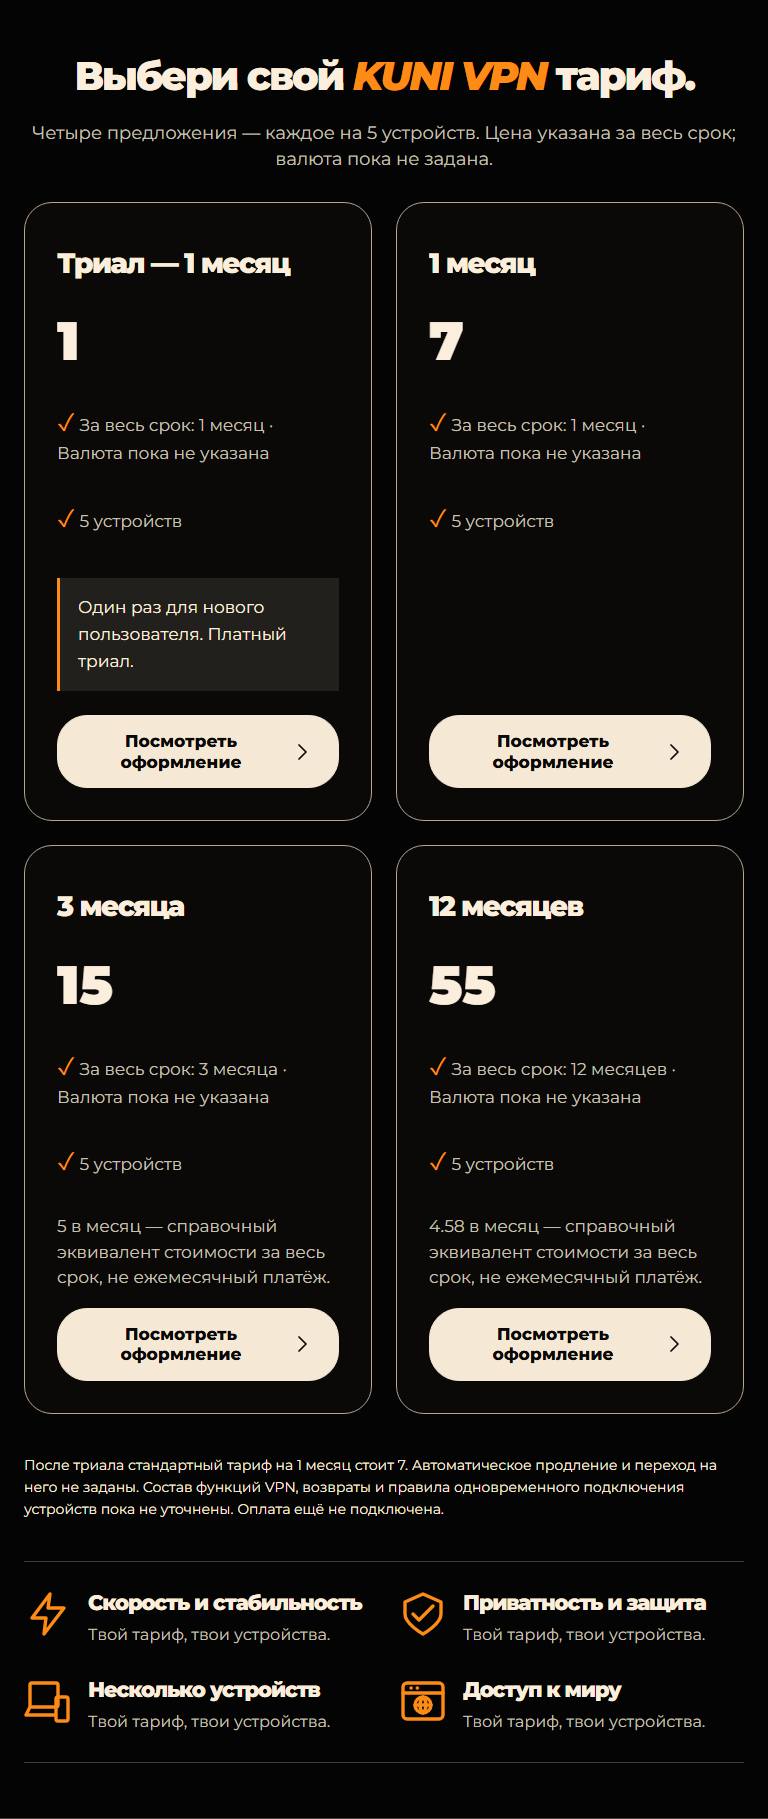 Выбери свой KUNI VPN тариф.
Четыре предложения — каждое на 5 устройств. Цена указана за весь срок;
валюта пока не задана.
Триал — 1 месяц
1
✓ За весь срок: 1 месяц ·
Валюта пока не указана
✓ 5 устройств
Один раз для нового
пользователя. Платный
триал.
Посмотреть
оформление
1 месяц
7
✓ За весь срок: 1 месяц ·
Валюта пока не указана
✓ 5 устройств
Посмотреть
оформление
3 месяца
15
✓ За весь срок: 3 месяца ·
Валюта пока не указана
✓ 5 устройств
5 в месяц — справочный
эквивалент стоимости за весь
срок, не ежемесячный платёж.
Посмотреть
оформление
12 месяцев
55
✓ За весь срок: 12 месяцев ·
Валюта пока не указана
✓ 5 устройств
4.58 в месяц — справочный
эквивалент стоимости за весь
срок, не ежемесячный платёж.
Посмотреть
оформление
После триала стандартный тариф на 1 месяц стоит 7. Автоматическое продление и переход на
него не заданы. Состав функций VPN, возвраты и правила одновременного подключения
устройств пока не уточнены. Оплата ещё не подключена.
Скорость и стабильность
Твой тариф, твои устройства.
Приватность и защита
Твой тариф, твои устройства.
Несколько устройств
Твой тариф, твои устройства.
Доступ к миру
Твой тариф, твои устройства.